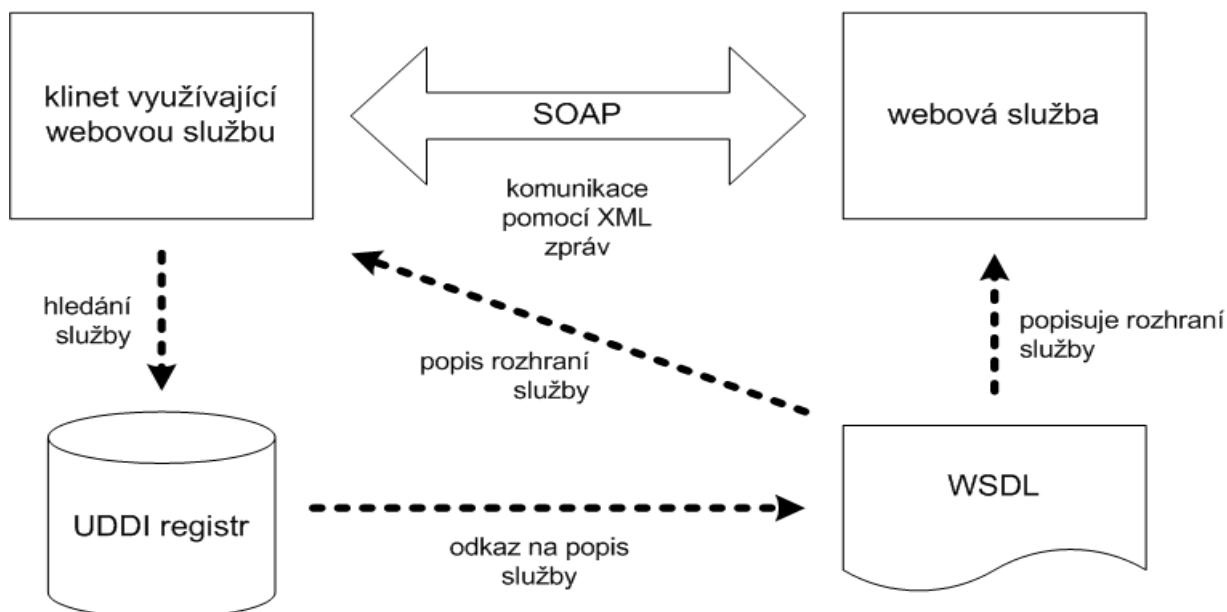 klinet využívající
webovou službu
SOAP
webová služba
komunikace
pomocí XML
zpráv
hledání
služby
popis rozhraní
služby
popisuje rozhraní
služby
UDDI registr
WSDL
odkaz na popis
služby